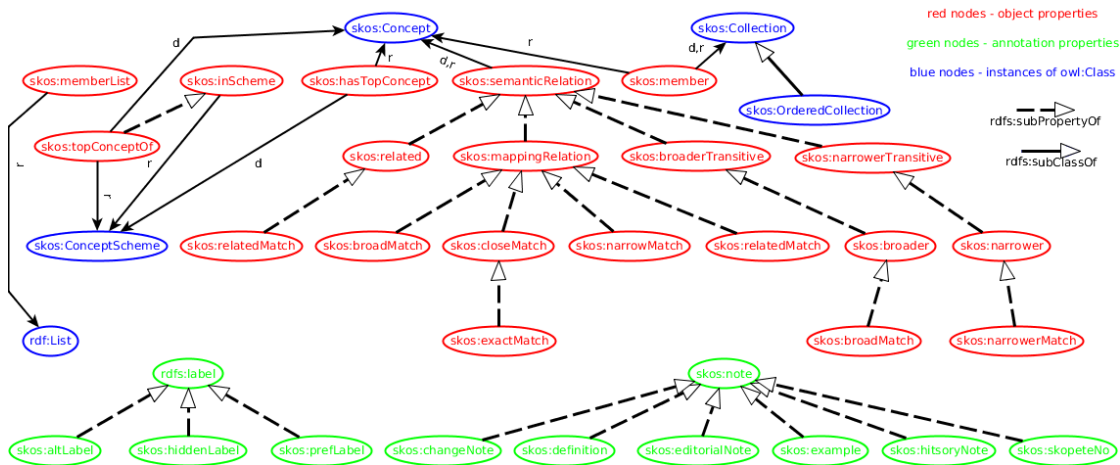 skos:Concept
skos:Collection
red nodes - object properties
green nodes - annotation properties
blue nodes - instances of owl:Class
d
r
r
d,r
d,r
skos:memberList
skos:inScheme
skos:hasTopConcept
skos:semanticRelation
skos:member
skos:OrderedCollection
rdfs:subPropertyOf
rdfs:subClassOf
skos:topConceptOf
skos:related
skos:mappingRelation
skos:broaderTransitive
skos:narrowerTransitive
r
r
d
r
skos:ConceptScheme
skos:relatedMatch
skos:broadMatch
skos:closeMatch
skos:narrowMatch
skos:relatedMatch
skos:broader
skos:narrower
rdf:List
skos:exactMatch
skos:broadMatch
skos:narrowerMatch
rdfs:label
skos:note
skos:altLabel
skos:hiddenLabel
skos:prefLabel
skos:changeNote
skos:definition
skos:editorialNote
skos:example
skos:hitsoryNote
skos:skopeteNo